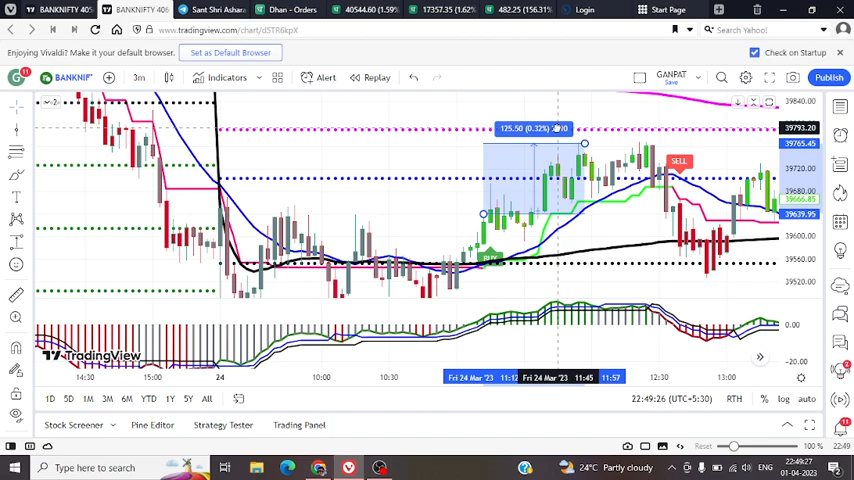 BANKNIFTY 405
BANKNIFTY 406
Sant Shri Ashara
Dhan - Orders
40544.60 (1.59%
17357.35 (1.62%
482.25 (156.31%
Login
Start Page
www.tradingview.com/chart/d5TR6kpX
Search Yahoo!
Enjoying Vivaldi? Make it your default browser.
Set as Default Browser
Check on Startup
11
BANKNIF
3m
Indicators
Alert
Replay
GANPAT
Save
Publish
39840.00
125.50 (0.32%)
39793.20
39765.45
SELL
39720.00
39680.00
39666.85
39639.95
39600.00
39560.00
39520.00
0.00
TradingView
-20.00
14:30
15:00
24
10:00
10:30
Fri 24 Mar '23
11:12
Fri 24 Mar '23
11:45
11:57
12:30
13:00
1D
5D
1M
3M
6M
YTD
1Y
5Y
All
22:49:26 (UTC+5:30)
RTH
%
log
auto
Stock Screener
Pine Editor
Strategy Tester
Trading Panel
Reset
100 %
22:49
Type here to search
24°C
Partly cloudy
ENG
22:49:27
01-04-2023